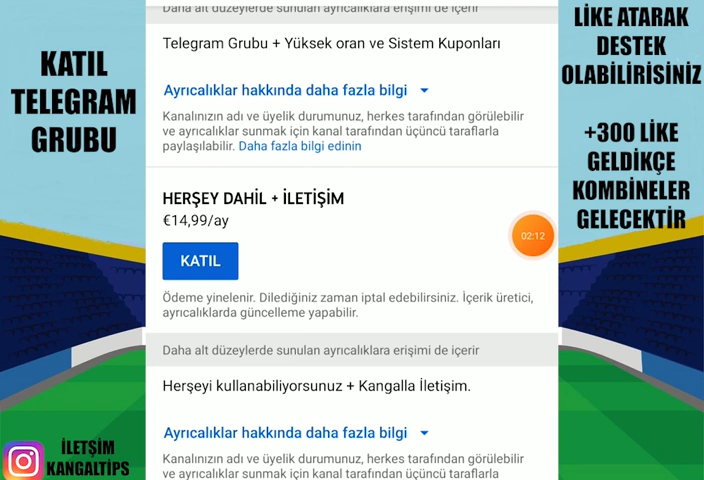 KATIL
TELEGRAM
GRUBU
Daha alt düzeylerde sunulan ayrıcalıklara erişimi de içerir
Telegram Grubu + Yüksek oran ve Sistem Kuponları
Ayrıcalıklar hakkında daha fazla bilgi
Kanalınızın adı ve üyelik durumunuz, herkes tarafından görülebilir
ve ayrıcalıklar sunmak için kanal tarafından üçüncü taraflarla
paylaşılabilir. Daha fazla bilgi edinin
HERŞEY DAHİL + İLETİŞİM
€14,99/ay
KATIL
Ödeme yinelenir. Dilediğiniz zaman iptal edebilirsiniz. İçerik üretici,
ayrıcalıklarda güncelleme yapabilir.
Daha alt düzeylerde sunulan ayrıcalıklara erişimi de içerir
Herşeyi kullanabiliyorsunuz + Kangalla İletişim.
Ayrıcalıklar hakkında daha fazla bilgi
Kanalınızın adı ve üyelik durumunuz, herkes tarafından görülebilir
ve ayrıcalıklar sunmak için kanal tarafından üçüncü taraflarla
02:12
LİKE ATARAK
DESTEK
OLABİLİRİSİNİZ
+300 LİKE
GELDİKÇE
KOMBİNELER
GELECEKTİR
İLETŞİM
KANGALTİPS